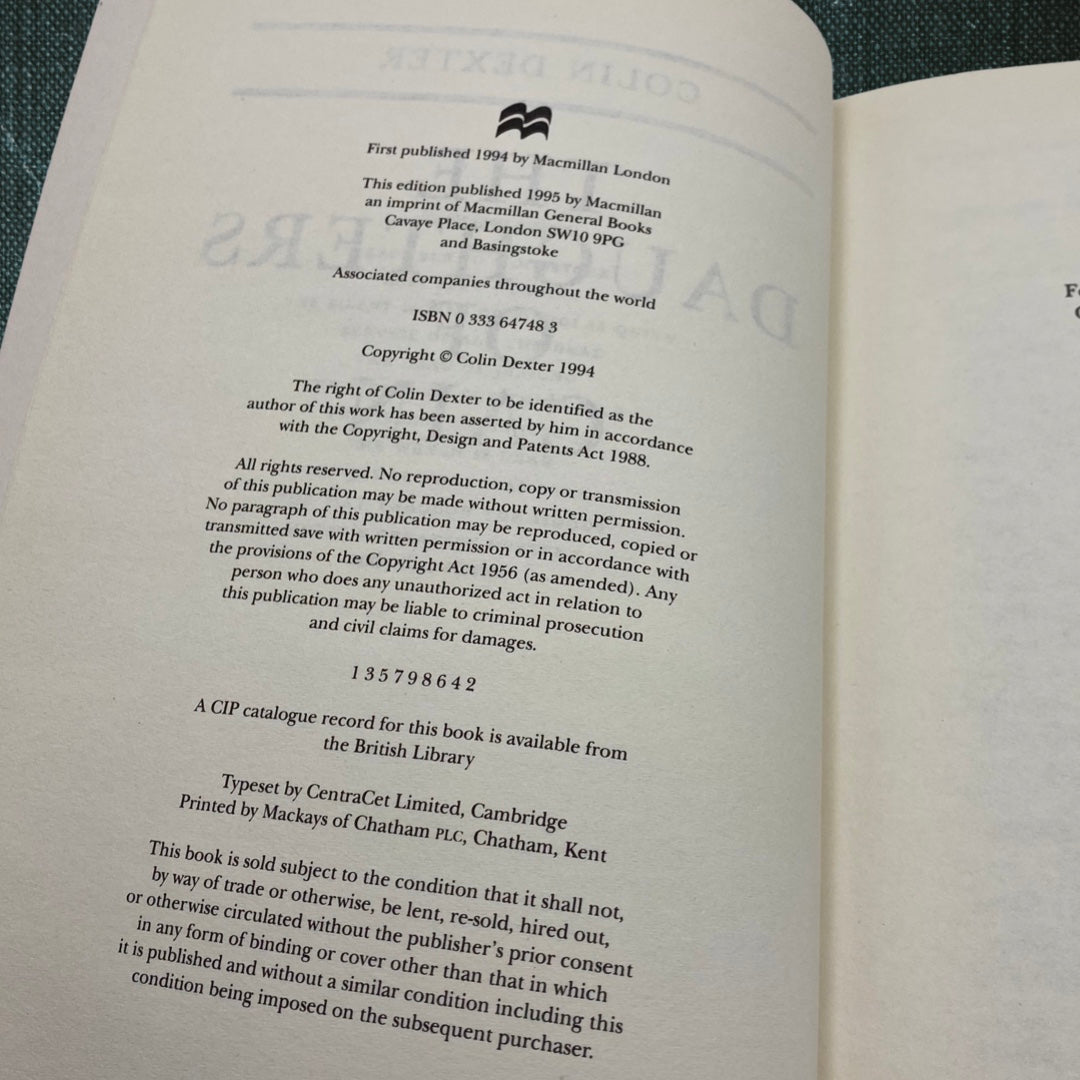 First published 1994 by Macmillan London
This edition published 1995 by Macmillan
an imprint of Macmillan General Books
Cavaye Place, London SW10 9PG
and Basingstoke
Associated companies throughout the world
ISBN 0 333 64748 3
Copyright © Colin Dexter 1994
The right of Colin Dexter to be identified as the
author of this work has been asserted by him in accordance
with the Copyright, Design and Patents Act 1988.
All rights reserved. No reproduction, copy or transmission
of this publication may be made without written permission.
No paragraph of this publication may be reproduced, copied or
transmitted save with written permission or in accordance with
the provisions of the Copyright Act 1956 (as amended). Any
person who does any unauthorized act in relation to
this publication may be liable to criminal prosecution
and civil claims for damages.
1 3 5 7 9 8 6 4 2
A CIP catalogue record for this book is available from
the British Library
Typeset by CentraCet Limited, Cambridge
Printed by Mackays of Chatham PLC, Chatham, Kent
This book is sold subject to the condition that it shall not,
by way of trade or otherwise, be lent, re-sold, hired out,
or otherwise circulated without the publisher's prior consent
in any form of binding or cover other than that in which
it is published and without a similar condition including this
condition being imposed on the subsequent purchaser.
COLIN DEXTER
THE
DAUGHTERS